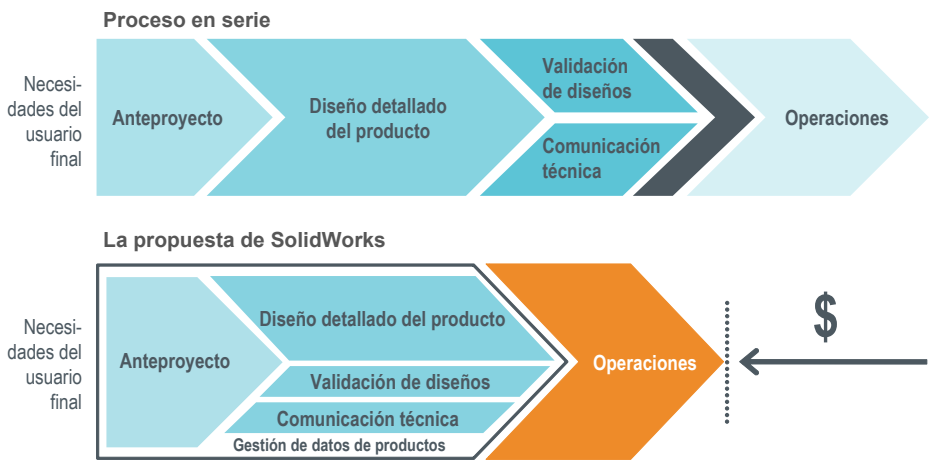 Proceso en serie
Necesi-
dades del
usuario
final
Anteproyecto
Diseño detallado
del producto
Validación
de diseños
Comunicación
técnica
Operaciones
La propuesta de SolidWorks
Necesi-
dades del
usuario
final
Anteproyecto
Diseño detallado del producto
Validación de diseños
Comunicación técnica
Gestión de datos de productos
Operaciones
$